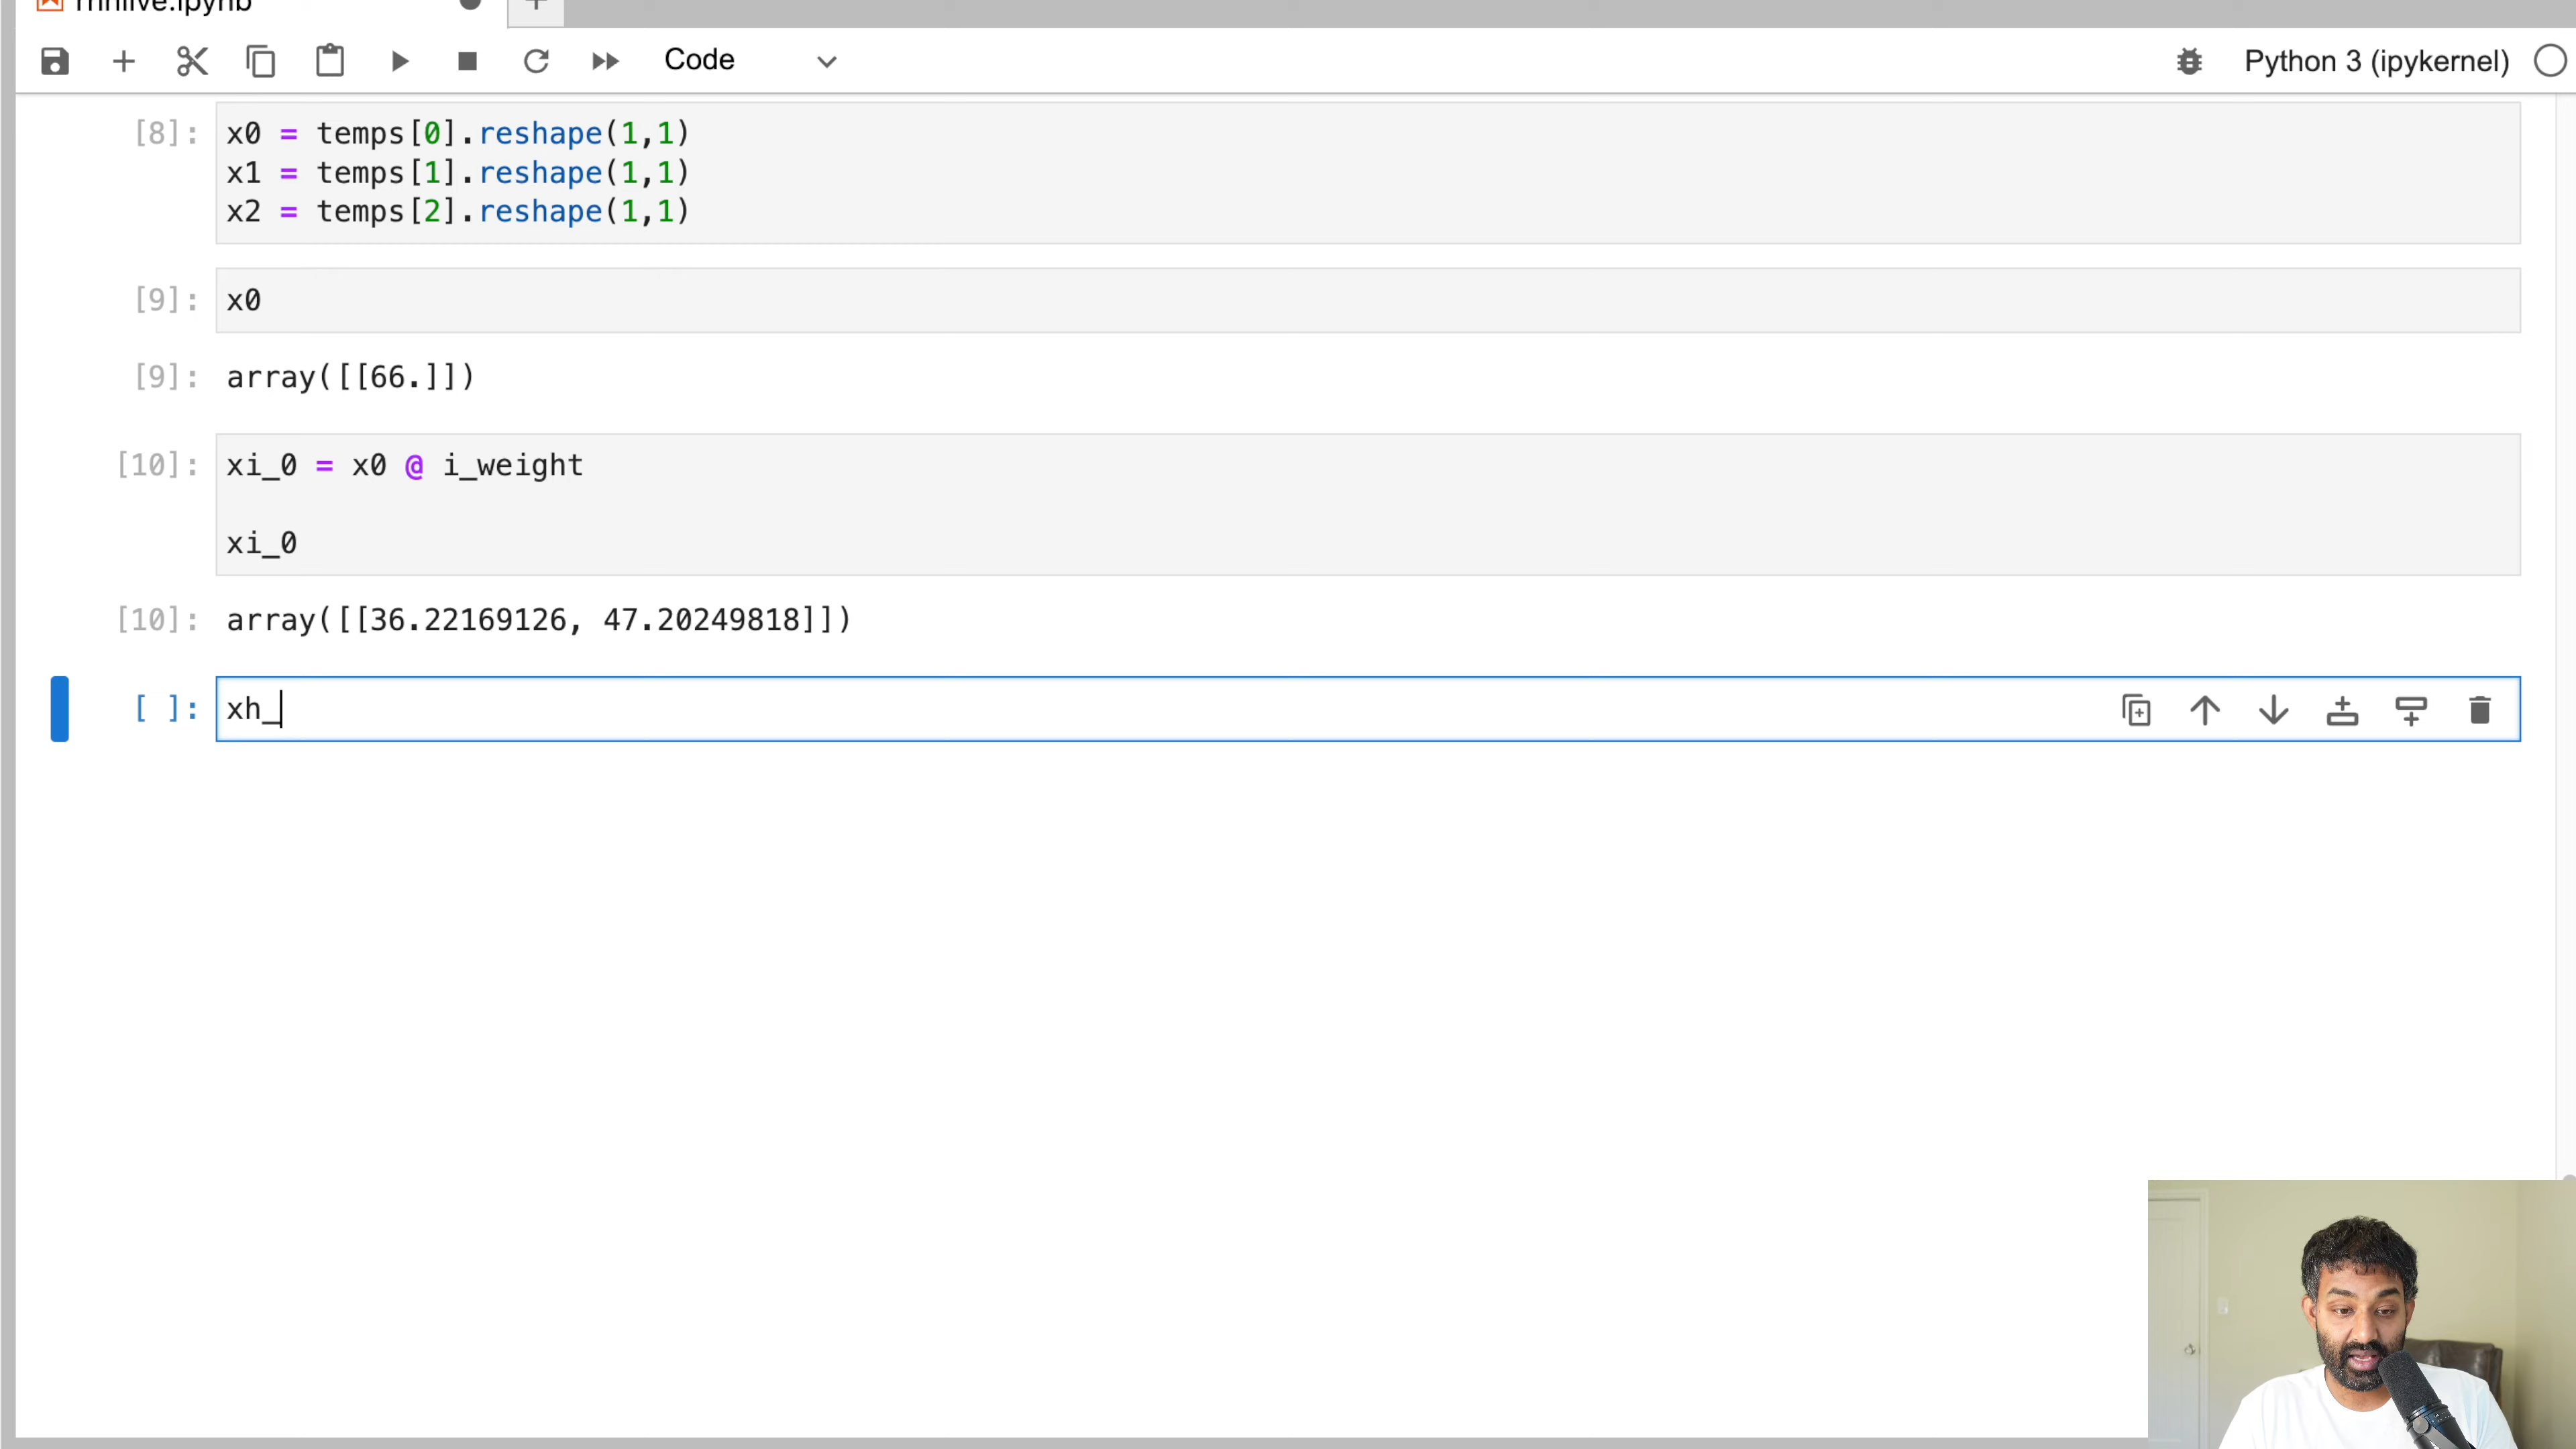 rnnlive.ipynb
Code
Python 3 (ipykernel)
[8]: x0 = temps[0].reshape(1,1)
x1 = temps[1].reshape(1,1)
x2 = temps[2].reshape(1,1)
[9]: x0
[9]: array([[66.]])
[10]: xi_0 = x0 @ i_weight
xi_0
[10]: array([[36.22169126, 47.20249818]])
[ ]: xh_